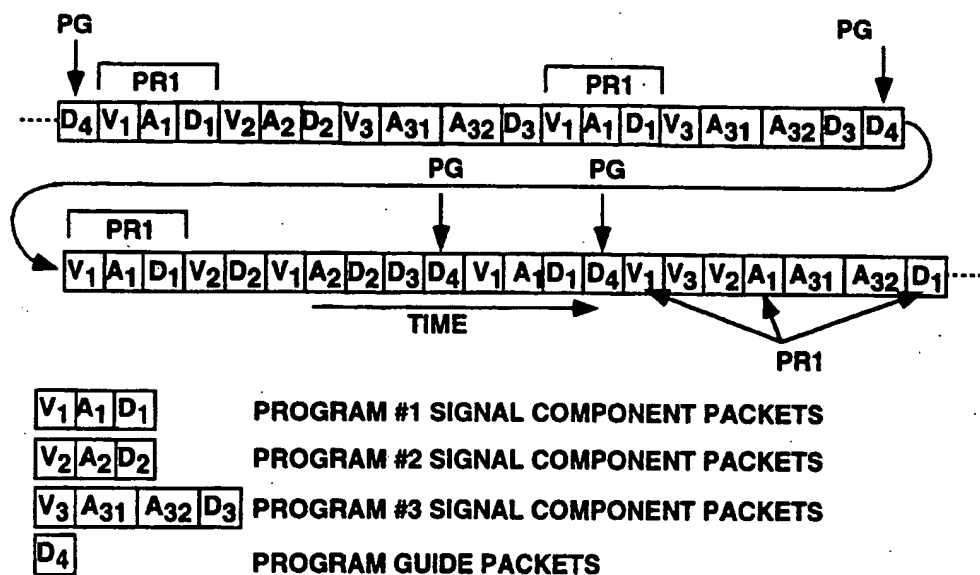 PG PG
PR1 PR1
D4 V1 A1 D1 V2 A2 D2 V3 A31 A32 D3 V1 A1 D1 V3 A31 A32 D3 D4
PG PG
PR1
V1 A1 D1 V2 D2 V1 A2 D2 D3 D4 V1 A1 D1 D4 V1 V3 V2 A1 A31 A32 D1
TIME
PR1
V1 A1 D1 PROGRAM #1 SIGNAL COMPONENT PACKETS
V2 A2 D2 PROGRAM #2 SIGNAL COMPONENT PACKETS
V3 A31 A32 D3 PROGRAM #3 SIGNAL COMPONENT PACKETS
D4 PROGRAM GUIDE PACKETS